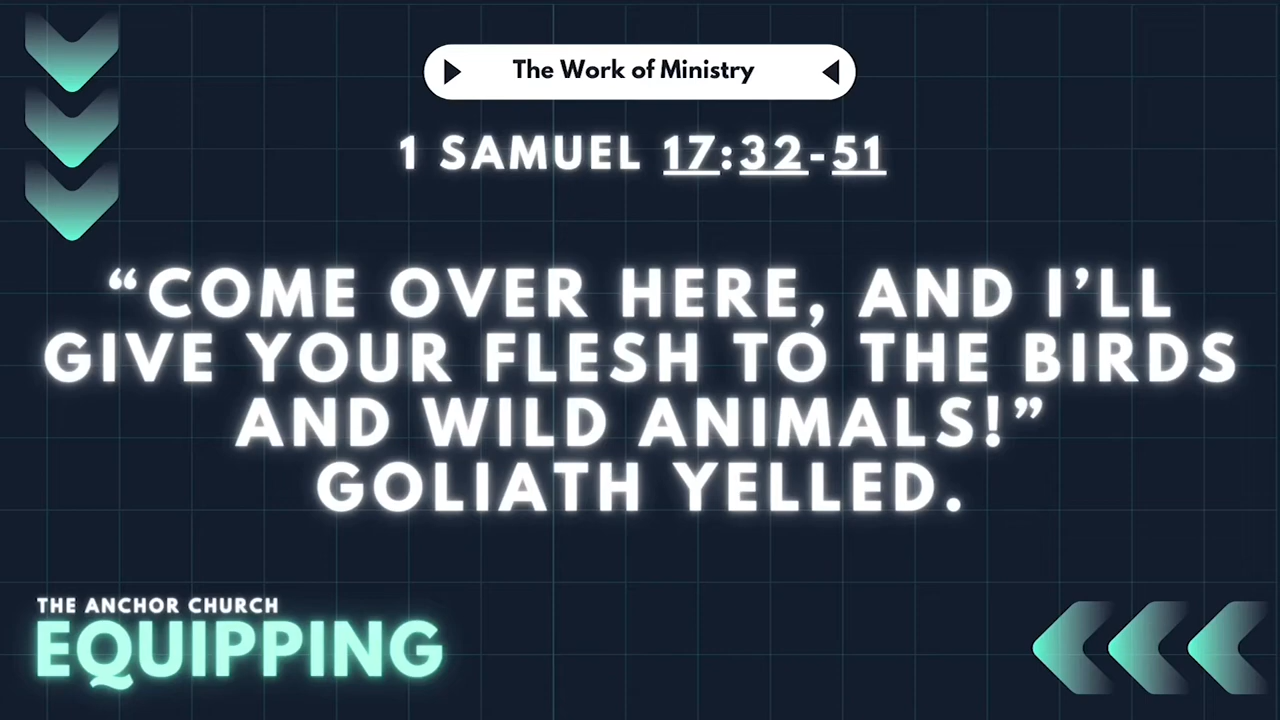 The Work of Ministry
1 SAMUEL 17:32-51
“COME OVER HERE, AND I’LL
GIVE YOUR FLESH TO THE BIRDS
AND WILD ANIMALS!”
GOLIATH YELLED.
THE ANCHOR CHURCH
EQUIPPING